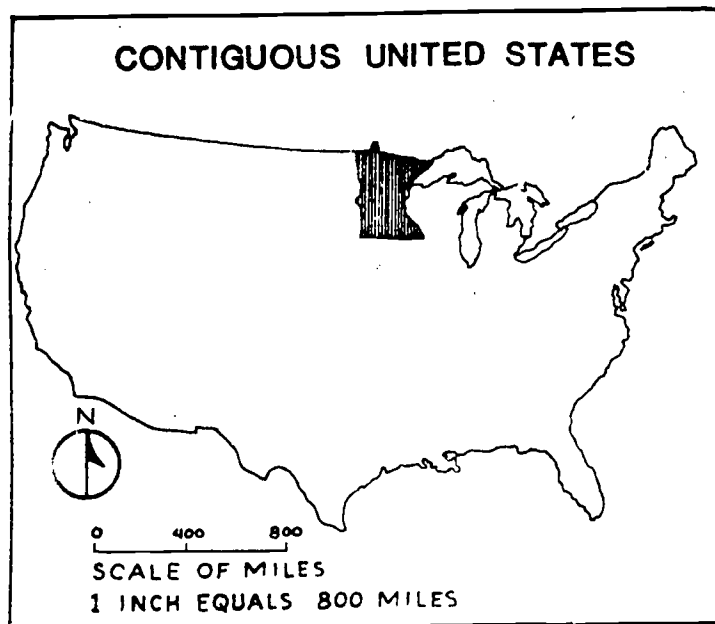 CONTIGUOUS UNITED STATES
N
0 400 800
SCALE OF MILES
1 INCH EQUALS 800 MILES